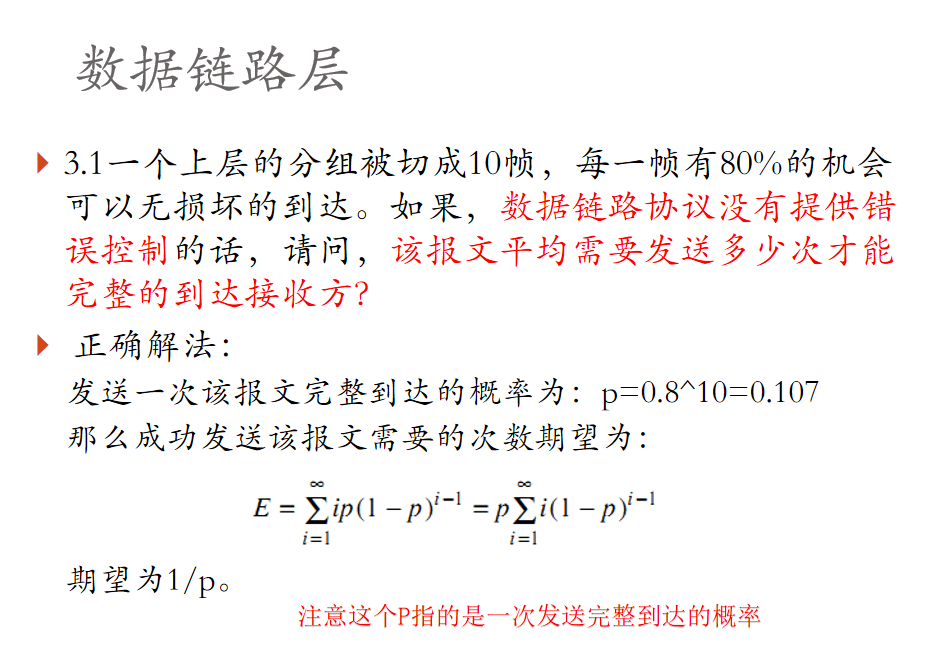 数据链路层
3.1一个上层的分组被切成10帧，每一帧有80%的机会
可以无损坏的到达。如果，数据链路协议没有提供错
误控制的话，请问，该报文平均需要发送多少次才能
完整的到达接收方？
正确解法：
发送一次该报文完整到达的概率为：p=0.8^10=0.107
那么成功发送该报文需要的次数期望为：
E = ∑_{i=1}^{∞} ip(1 − p)^{i−1} = p∑_{i=1}^{∞} i(1 − p)^{i−1}
期望为1/p。
注意这个P指的是一次发送完整到达的概率